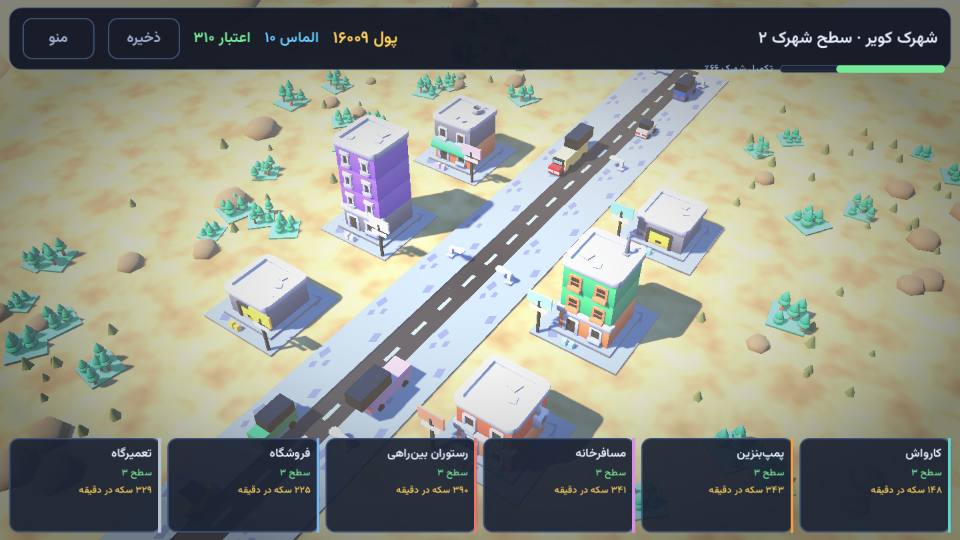 شهرک کویر · سطح شهرک ۲
پول ۱۶۰۰۹
الماس ۱۰
اعتبار ۳۱۰
ذخیره
منو
تکمیل شهرک ۶۶٪
کارواش
سطح ۳
۱۴۸ سکه در دقیقه
پمپ‌بنزین
سطح ۳
۳۴۳ سکه در دقیقه
مسافرخانه
سطح ۳
۳۴۱ سکه در دقیقه
رستوران بین‌راهی
سطح ۳
۳۹۰ سکه در دقیقه
فروشگاه
سطح ۳
۲۲۵ سکه در دقیقه
تعمیرگاه
سطح ۳
۳۲۹ سکه در دقیقه